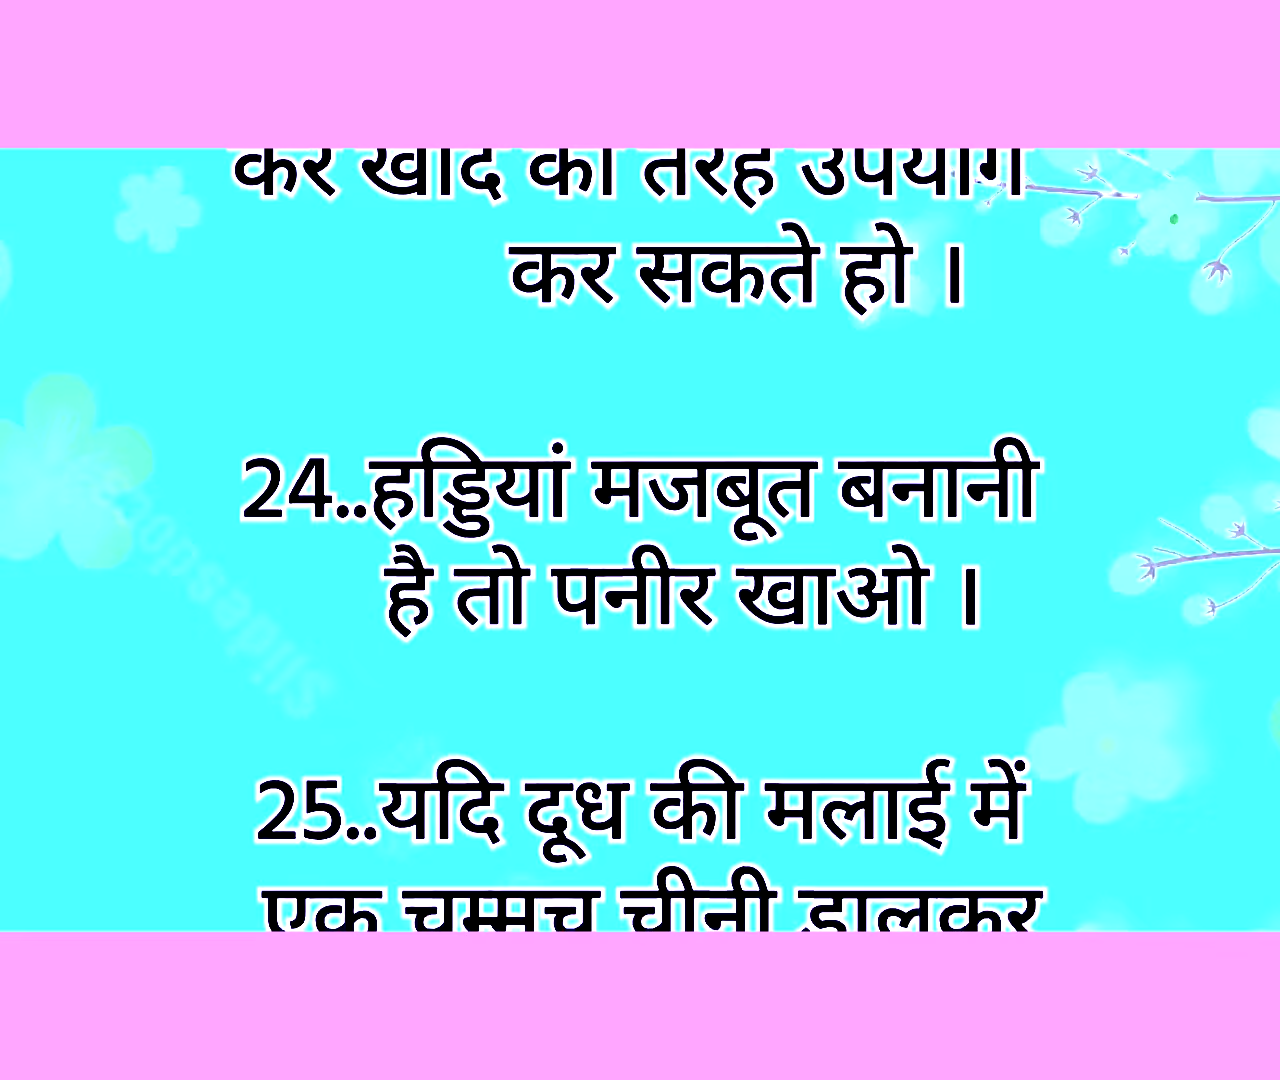 कर खाद की तरह उपयोग
कर सकते हो ।
24..हड्डियां मजबूत बनानी
है तो पनीर खाओ ।
25..यदि दूध की मलाई में
एक चम्मच चीनी डालकर